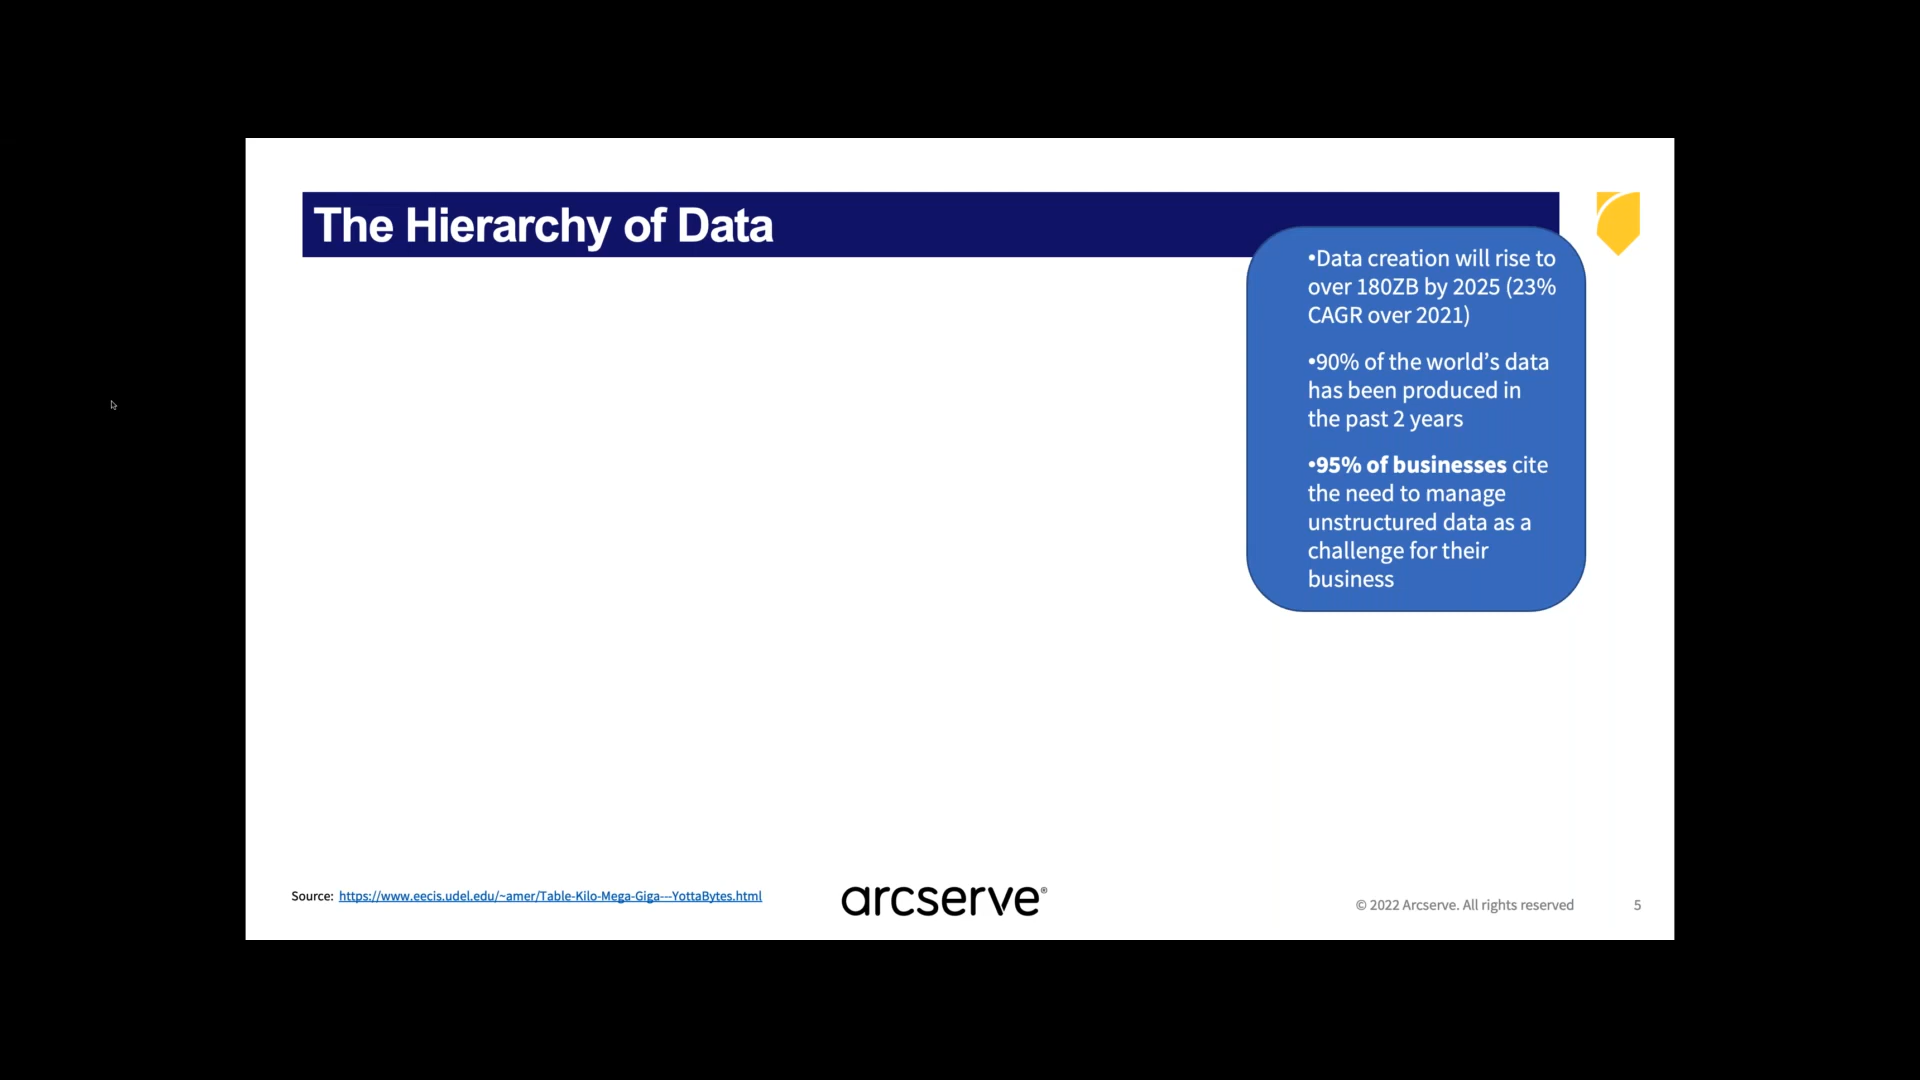 The Hierarchy of Data
•Data creation will rise to
over 180ZB by 2025 (23%
CAGR over 2021)
•90% of the world’s data
has been produced in
the past 2 years
•95% of businesses cite
the need to manage
unstructured data as a
challenge for their
business
Source: https://www.eecis.udel.edu/~amer/Table-Kilo-Mega-Giga---YottaBytes.html
arcserve®
© 2022 Arcserve. All rights reserved
5